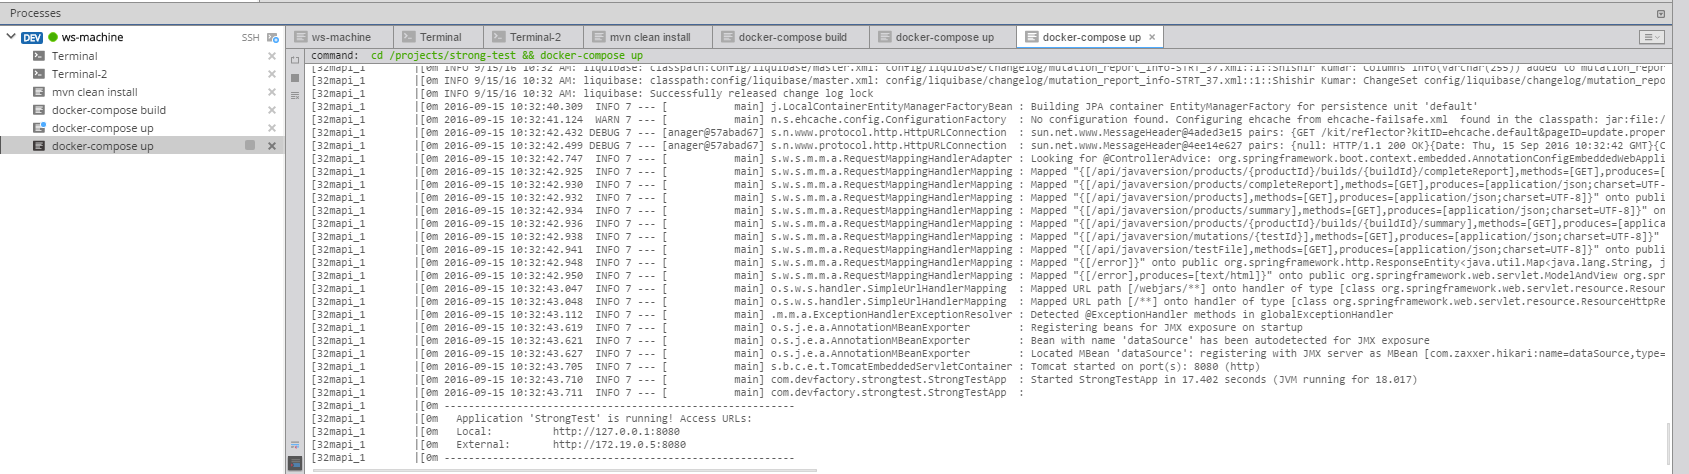 Processes
DEV ws-machine SSH
Terminal
Terminal-2
mvn clean install
docker-compose build
docker-compose up
docker-compose up
ws-machine Terminal Terminal-2 mvn clean install docker-compose build docker-compose up docker-compose up
command: cd /projects/strong-test && docker-compose up
[32mapi_1 |[0m INFO 9/15/16 10:32 AM: liquibase: classpath:config/liquibase/master.xml: config/liquibase/changelog/mutation_report_info-STRT_37.xml::1::Shishir Kumar: Columns info(varchar(255)) added to mutation_repor
[32mapi_1 |[0m INFO 9/15/16 10:32 AM: liquibase: classpath:config/liquibase/master.xml: config/liquibase/changelog/mutation_report_info-STRT_37.xml::1::Shishir Kumar: ChangeSet config/liquibase/changelog/mutation_repo
[32mapi_1 |[0m INFO 9/15/16 10:32 AM: liquibase: Successfully released change log lock
[32mapi_1 |[0m 2016-09-15 10:32:40.309 INFO 7 --- [ main] j.LocalContainerEntityManagerFactoryBean : Building JPA container EntityManagerFactory for persistence unit 'default'
[32mapi_1 |[0m 2016-09-15 10:32:41.124 WARN 7 --- [ main] n.s.ehcache.config.ConfigurationFactory : No configuration found. Configuring ehcache from ehcache-failsafe.xml found in the classpath: jar:file:/
[32mapi_1 |[0m 2016-09-15 10:32:42.432 DEBUG 7 --- [anager@57abad67] s.n.www.protocol.http.HttpURLConnection : sun.net.www.MessageHeader@4aded3e15 pairs: {GET /kit/reflector?kitID=ehcache.default&pageID=update.proper
[32mapi_1 |[0m 2016-09-15 10:32:42.499 DEBUG 7 --- [anager@57abad67] s.n.www.protocol.http.HttpURLConnection : sun.net.www.MessageHeader@4ee14e627 pairs: {null: HTTP/1.1 200 OK}{Date: Thu, 15 Sep 2016 10:32:42 GMT}{C
[32mapi_1 |[0m 2016-09-15 10:32:42.747 INFO 7 --- [ main] s.w.s.m.m.a.RequestMappingHandlerAdapter : Looking for @ControllerAdvice: org.springframework.boot.context.embedded.AnnotationConfigEmbeddedWebAppli
[32mapi_1 |[0m 2016-09-15 10:32:42.925 INFO 7 --- [ main] s.w.s.m.m.a.RequestMappingHandlerMapping : Mapped "{[/api/javaversion/products/{productId}/builds/{buildId}/completeReport],methods=[GET],produces=[
[32mapi_1 |[0m 2016-09-15 10:32:42.930 INFO 7 --- [ main] s.w.s.m.m.a.RequestMappingHandlerMapping : Mapped "{[/api/javaversion/products/completeReport],methods=[GET],produces=[application/json;charset=UTF-
[32mapi_1 |[0m 2016-09-15 10:32:42.932 INFO 7 --- [ main] s.w.s.m.m.a.RequestMappingHandlerMapping : Mapped "{[/api/javaversion/products],methods=[GET],produces=[application/json;charset=UTF-8]}" onto publi
[32mapi_1 |[0m 2016-09-15 10:32:42.934 INFO 7 --- [ main] s.w.s.m.m.a.RequestMappingHandlerMapping : Mapped "{[/api/javaversion/products/summary],methods=[GET],produces=[application/json;charset=UTF-8]}" on
[32mapi_1 |[0m 2016-09-15 10:32:42.936 INFO 7 --- [ main] s.w.s.m.m.a.RequestMappingHandlerMapping : Mapped "{[/api/javaversion/products/{productId}/builds/{buildId}/summary],methods=[GET],produces=[applica
[32mapi_1 |[0m 2016-09-15 10:32:42.938 INFO 7 --- [ main] s.w.s.m.m.a.RequestMappingHandlerMapping : Mapped "{[/api/javaversion/mutations/{testId}],methods=[GET],produces=[application/json;charset=UTF-8]}"
[32mapi_1 |[0m 2016-09-15 10:32:42.941 INFO 7 --- [ main] s.w.s.m.m.a.RequestMappingHandlerMapping : Mapped "{[/api/javaversion/testFile],methods=[GET],produces=[application/json;charset=UTF-8]}" onto publi
[32mapi_1 |[0m 2016-09-15 10:32:42.948 INFO 7 --- [ main] s.w.s.m.m.a.RequestMappingHandlerMapping : Mapped "{[/error]}" onto public org.springframework.http.ResponseEntity<java.util.Map<java.lang.String, j
[32mapi_1 |[0m 2016-09-15 10:32:42.950 INFO 7 --- [ main] s.w.s.m.m.a.RequestMappingHandlerMapping : Mapped "{[/error],produces=[text/html]}" onto public org.springframework.web.servlet.ModelAndView org.spr
[32mapi_1 |[0m 2016-09-15 10:32:43.047 INFO 7 --- [ main] o.s.w.s.handler.SimpleUrlHandlerMapping : Mapped URL path [/webjars/**] onto handler of type [class org.springframework.web.servlet.resource.Resour
[32mapi_1 |[0m 2016-09-15 10:32:43.048 INFO 7 --- [ main] o.s.w.s.handler.SimpleUrlHandlerMapping : Mapped URL path [/**] onto handler of type [class org.springframework.web.servlet.resource.ResourceHttpRe
[32mapi_1 |[0m 2016-09-15 10:32:43.112 INFO 7 --- [ main] .m.m.a.ExceptionHandlerExceptionResolver : Detected @ExceptionHandler methods in globalExceptionHandler
[32mapi_1 |[0m 2016-09-15 10:32:43.619 INFO 7 --- [ main] o.s.j.e.a.AnnotationMBeanExporter : Registering beans for JMX exposure on startup
[32mapi_1 |[0m 2016-09-15 10:32:43.621 INFO 7 --- [ main] o.s.j.e.a.AnnotationMBeanExporter : Bean with name 'dataSource' has been autodetected for JMX exposure
[32mapi_1 |[0m 2016-09-15 10:32:43.627 INFO 7 --- [ main] o.s.j.e.a.AnnotationMBeanExporter : Located MBean 'dataSource': registering with JMX server as MBean [com.zaxxer.hikari:name=dataSource,type=
[32mapi_1 |[0m 2016-09-15 10:32:43.705 INFO 7 --- [ main] s.b.c.e.t.TomcatEmbeddedServletContainer : Tomcat started on port(s): 8080 (http)
[32mapi_1 |[0m 2016-09-15 10:32:43.710 INFO 7 --- [ main] com.devfactory.strongtest.StrongTestApp : Started StrongTestApp in 17.402 seconds (JVM running for 18.017)
[32mapi_1 |[0m 2016-09-15 10:32:43.711 INFO 7 --- [ main] com.devfactory.strongtest.StrongTestApp :
[32mapi_1 |[0m ----------------------------------------------------------
[32mapi_1 |[0m Application 'StrongTest' is running! Access URLs:
[32mapi_1 |[0m Local: http://127.0.0.1:8080
[32mapi_1 |[0m External: http://172.19.0.5:8080
[32mapi_1 |[0m ----------------------------------------------------------